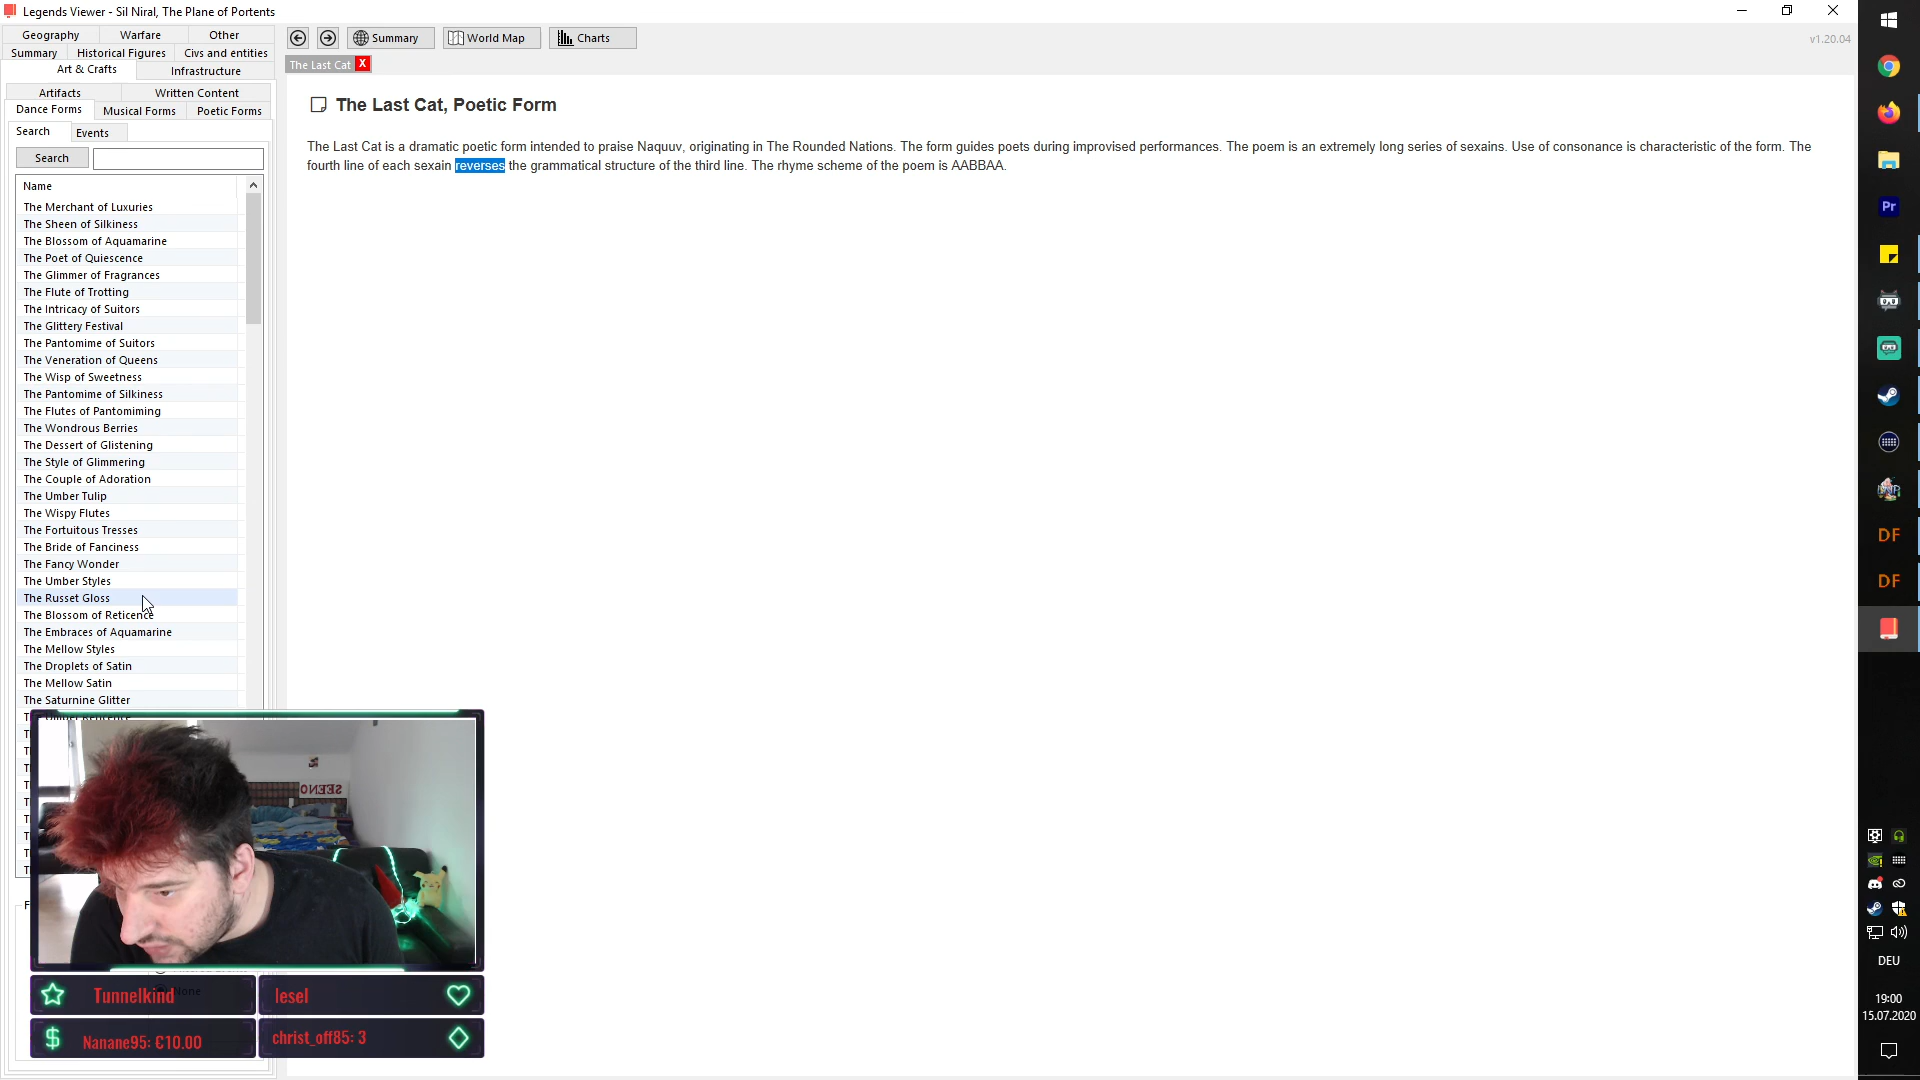 Legends Viewer - Sil Niral, The Plane of Portents
Geography Warfare Other
Summary Historical Figures Civs and entities
Art & Crafts Infrastructure
Artifacts Written Content
Dance Forms Musical Forms Poetic Forms
Search Events
Search
Name
The Merchant of Luxuries
The Sheen of Silkiness
The Blossom of Aquamarine
The Poet of Quiescence
The Glimmer of Fragrances
The Flute of Trotting
The Intricacy of Suitors
The Glittery Festival
The Pantomime of Suitors
The Veneration of Queens
The Wisp of Sweetness
The Pantomime of Silkiness
The Flutes of Pantomiming
The Wondrous Berries
The Dessert of Glistening
The Style of Glimmering
The Couple of Adoration
The Umber Tulip
The Wispy Flutes
The Fortuitous Tresses
The Bride of Fanciness
The Fancy Wonder
The Umber Styles
The Russet Gloss
The Blossom of Reticence
The Embraces of Aquamarine
The Mellow Styles
The Droplets of Satin
The Mellow Satin
The Saturnine Glitter
Summary World Map Charts
v1.20.04
The Last Cat X
The Last Cat, Poetic Form
The Last Cat is a dramatic poetic form intended to praise Naquuv, originating in The Rounded Nations. The form guides poets during improvised performances. The poem is an extremely long series of sexains. Use of consonance is characteristic of the form. The
fourth line of each sexain reverses the grammatical structure of the third line. The rhyme scheme of the poem is AABBAA.
Tunnelkind None
lesel
Nanane95: €10.00
christ_off85: 3
Pr
DF
DF
DEU
19:00
15.07.2020